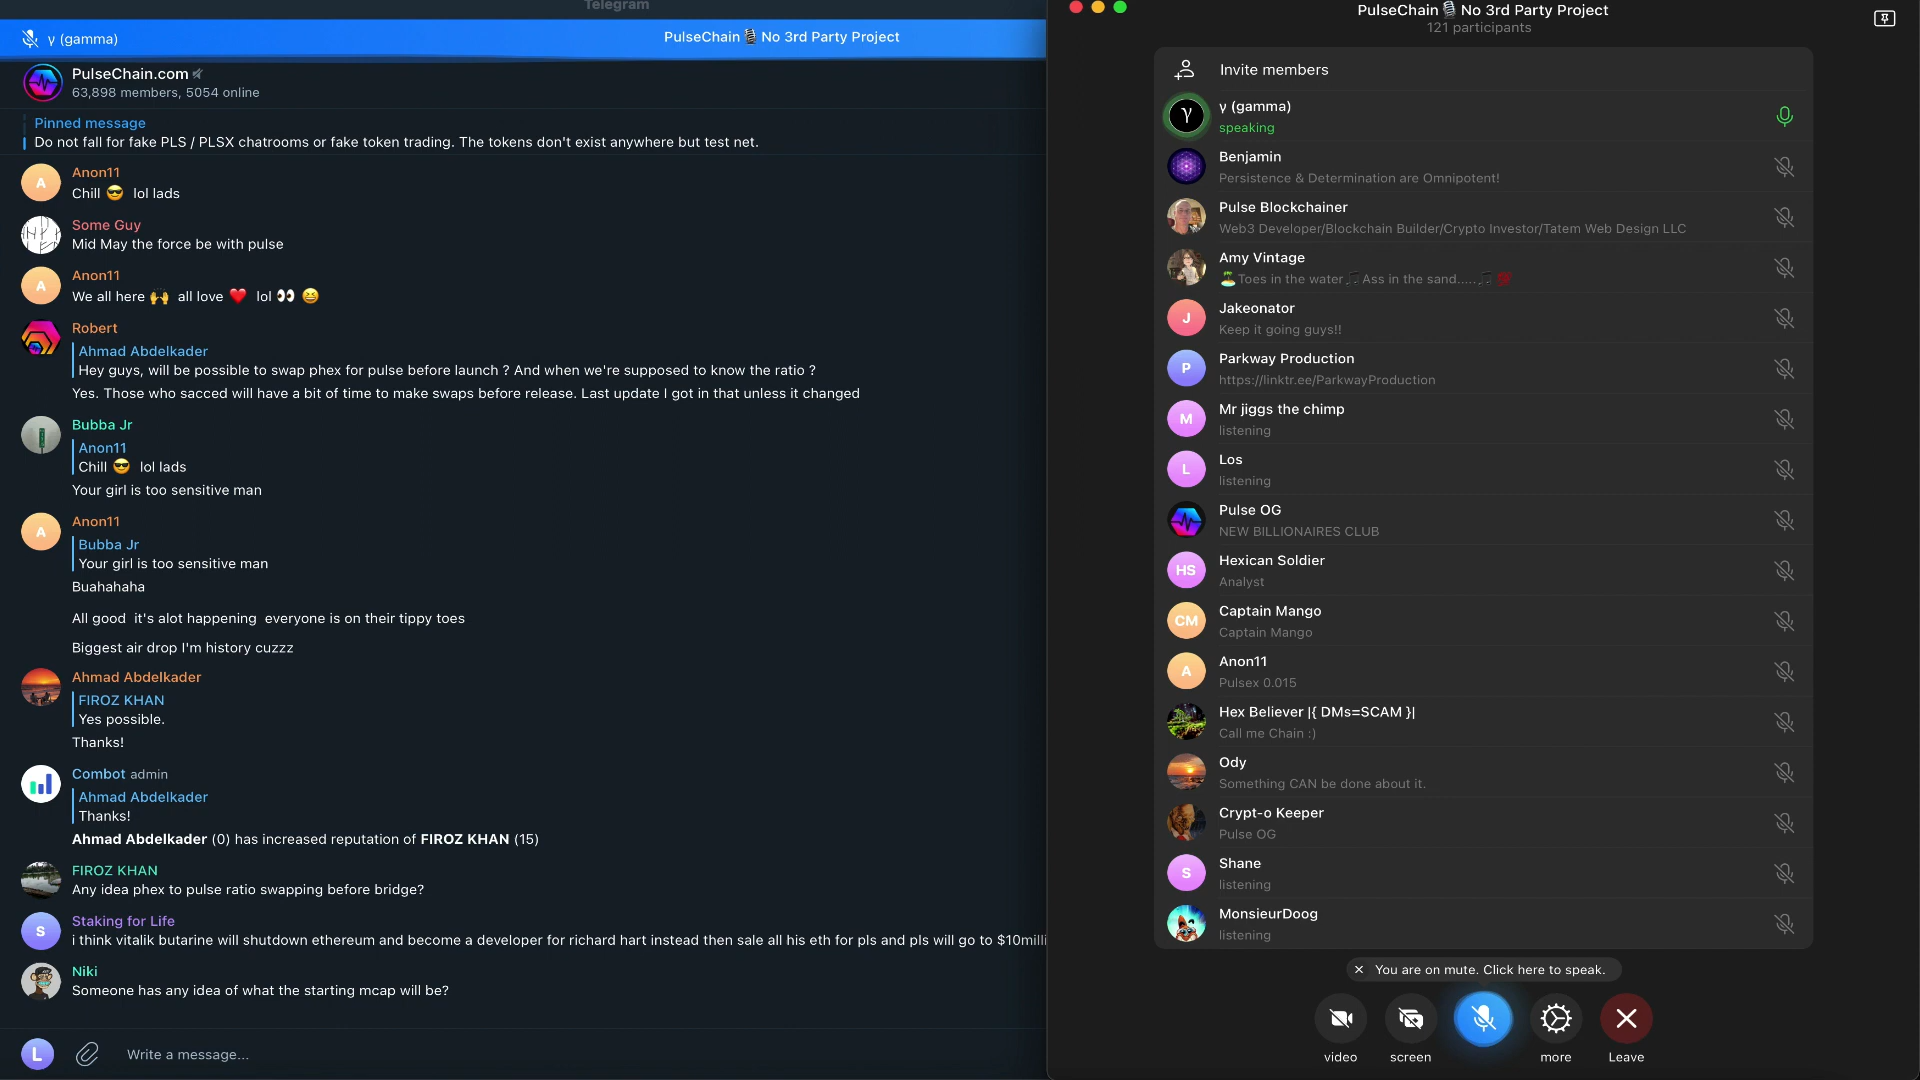 Telegram
γ (gamma)
PulseChain🎙️No 3rd Party Project
PulseChain.com
63,898 members, 5054 online
Pinned message
Do not fall for fake PLS / PLSX chatrooms or fake token trading. The tokens don't exist anywhere but test net.
A
Anon11
Chill 😎 lol lads
Some Guy
Mid May the force be with pulse
A
Anon11
We all here 🙌 all love ❤️ lol 👀 😆
Robert
Ahmad Abdelkader
Hey guys, will be possible to swap phex for pulse before launch ? And when we're supposed to know the ratio ?
Yes. Those who sacced will have a bit of time to make swaps before release. Last update I got in that unless it changed
Bubba Jr
Anon11
Chill 😎 lol lads
Your girl is too sensitive man
A
Anon11
Bubba Jr
Your girl is too sensitive man
Buahahaha
All good it's alot happening everyone is on their tippy toes
Biggest air drop I'm history cuzzz
Ahmad Abdelkader
FIROZ KHAN
Yes possible.
Thanks!
Combot admin
Ahmad Abdelkader
Thanks!
Ahmad Abdelkader (0) has increased reputation of FIROZ KHAN (15)
FIROZ KHAN
Any idea phex to pulse ratio swapping before bridge?
S
Staking for Life
i think vitalik butarine will shutdown ethereum and become a developer for richard hart instead then sale all his eth for pls and pls will go to $10milli
Niki
Someone has any idea of what the starting mcap will be?
L
Write a message...
PulseChain🎙️No 3rd Party Project
121 participants
Invite members
γ
γ (gamma)
speaking
Benjamin
Persistence & Determination are Omnipotent!
Pulse Blockchainer
Web3 Developer/Blockchain Builder/Crypto Investor/Tatem Web Design LLC
Amy Vintage
🏝️Toes in the water🎵Ass in the sand.....🎵💯
J
Jakeonator
Keep it going guys!!
P
Parkway Production
https://linktr.ee/ParkwayProduction
M
Mr jiggs the chimp
listening
L
Los
listening
Pulse OG
NEW BILLIONAIRES CLUB
HS
Hexican Soldier
Analyst
CM
Captain Mango
Captain Mango
A
Anon11
Pulsex 0.015
Hex Believer |{ DMs=SCAM }|
Call me Chain :)
Ody
Something CAN be done about it.
Crypt-o Keeper
Pulse OG
S
Shane
listening
MonsieurDoog
listening
× You are on mute. Click here to speak.
video
screen
more
Leave